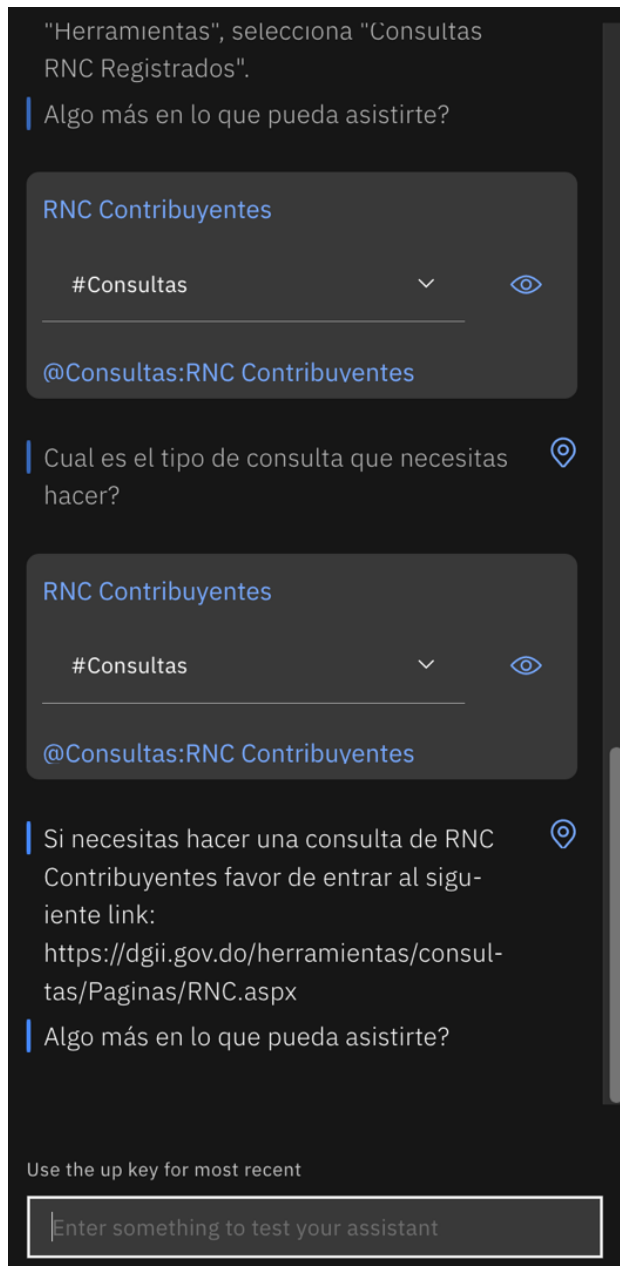 "Herramientas", selecciona "Consultas
RNC Registrados".
Algo más en lo que pueda asistirte?
RNC Contribuyentes
#Consultas
@Consultas:RNC Contribuyentes
Cual es el tipo de consulta que necesitas
hacer?
RNC Contribuyentes
#Consultas
@Consultas:RNC Contribuyentes
Si necesitas hacer una consulta de RNC
Contribuyentes favor de entrar al sigu-
iente link:
https://dgii.gov.do/herramientas/consul-
tas/Paginas/RNC.aspx
Algo más en lo que pueda asistirte?
Use the up key for most recent
Enter something to test your assistant